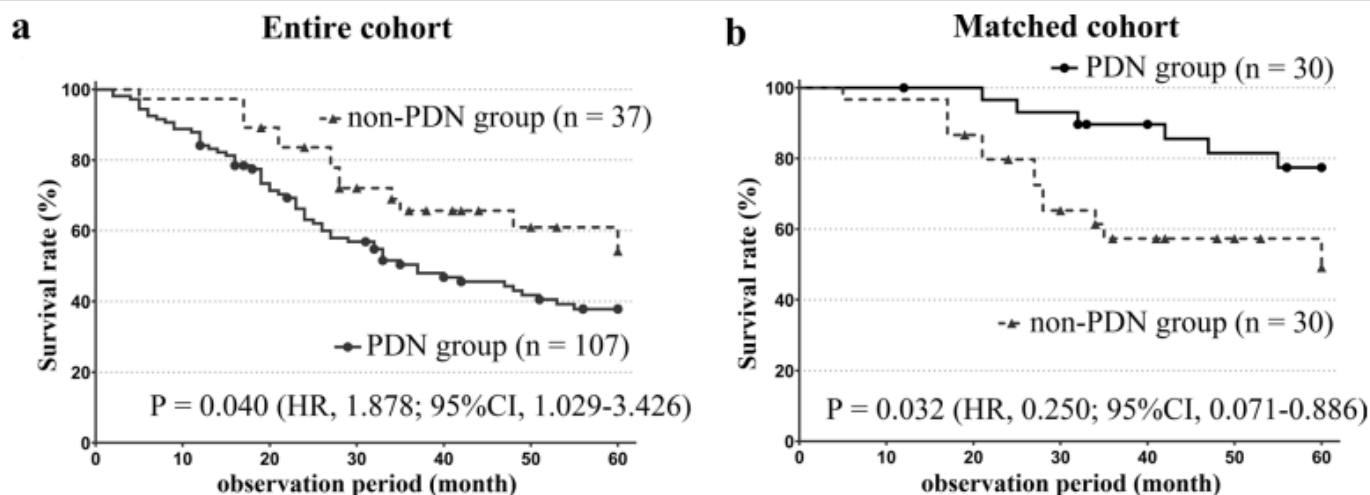 a
Entire cohort
100
80
60
40
20
0
Survival rate (%)
non-PDN group (n = 37)
PDN group (n = 107)
P = 0.040 (HR, 1.878; 95%CI, 1.029-3.426)
0 10 20 30 40 50 60
observation period (month)
b
Matched cohort
PDN group (n = 30)
100
80
60
40
20
0
Survival rate (%)
non-PDN group (n = 30)
P = 0.032 (HR, 0.250; 95%CI, 0.071-0.886)
0 10 20 30 40 50 60
observation period (month)